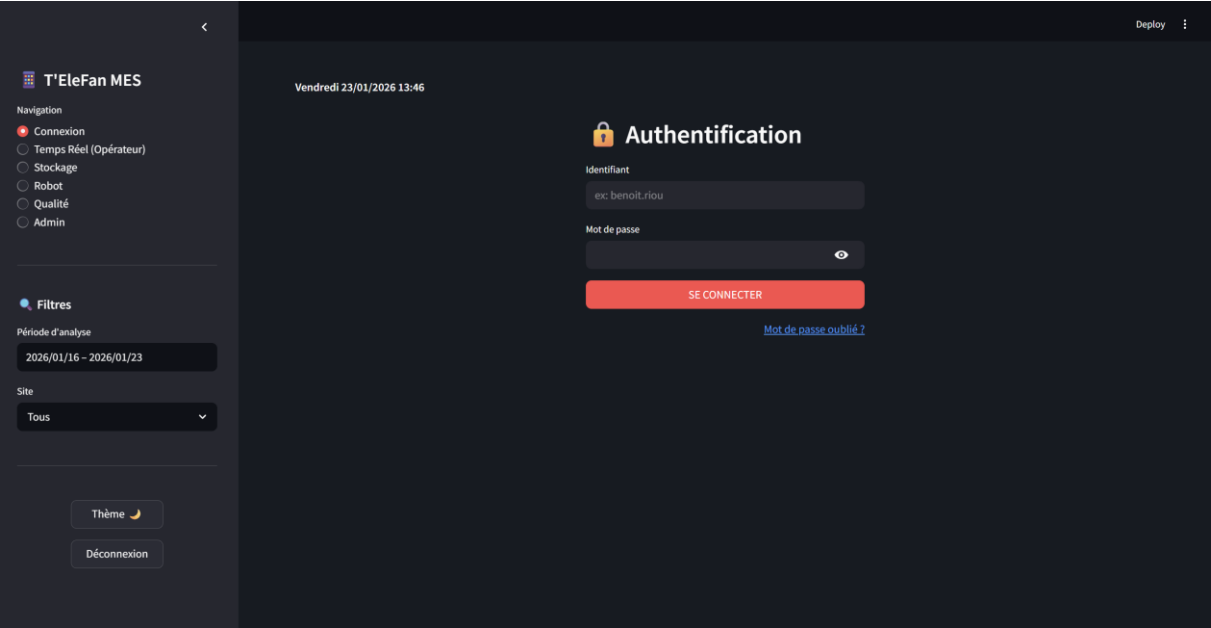 Deploy
T'EleFan MES
Navigation
Connexion
Temps Réel (Opérateur)
Stockage
Robot
Qualité
Admin
Filtres
Période d'analyse
2026/01/16 – 2026/01/23
Site
Tous
Thème
Déconnexion
Vendredi 23/01/2026 13:46
Authentification
Identifiant
ex: benoit.riou
Mot de passe
SE CONNECTER
Mot de passe oublié ?